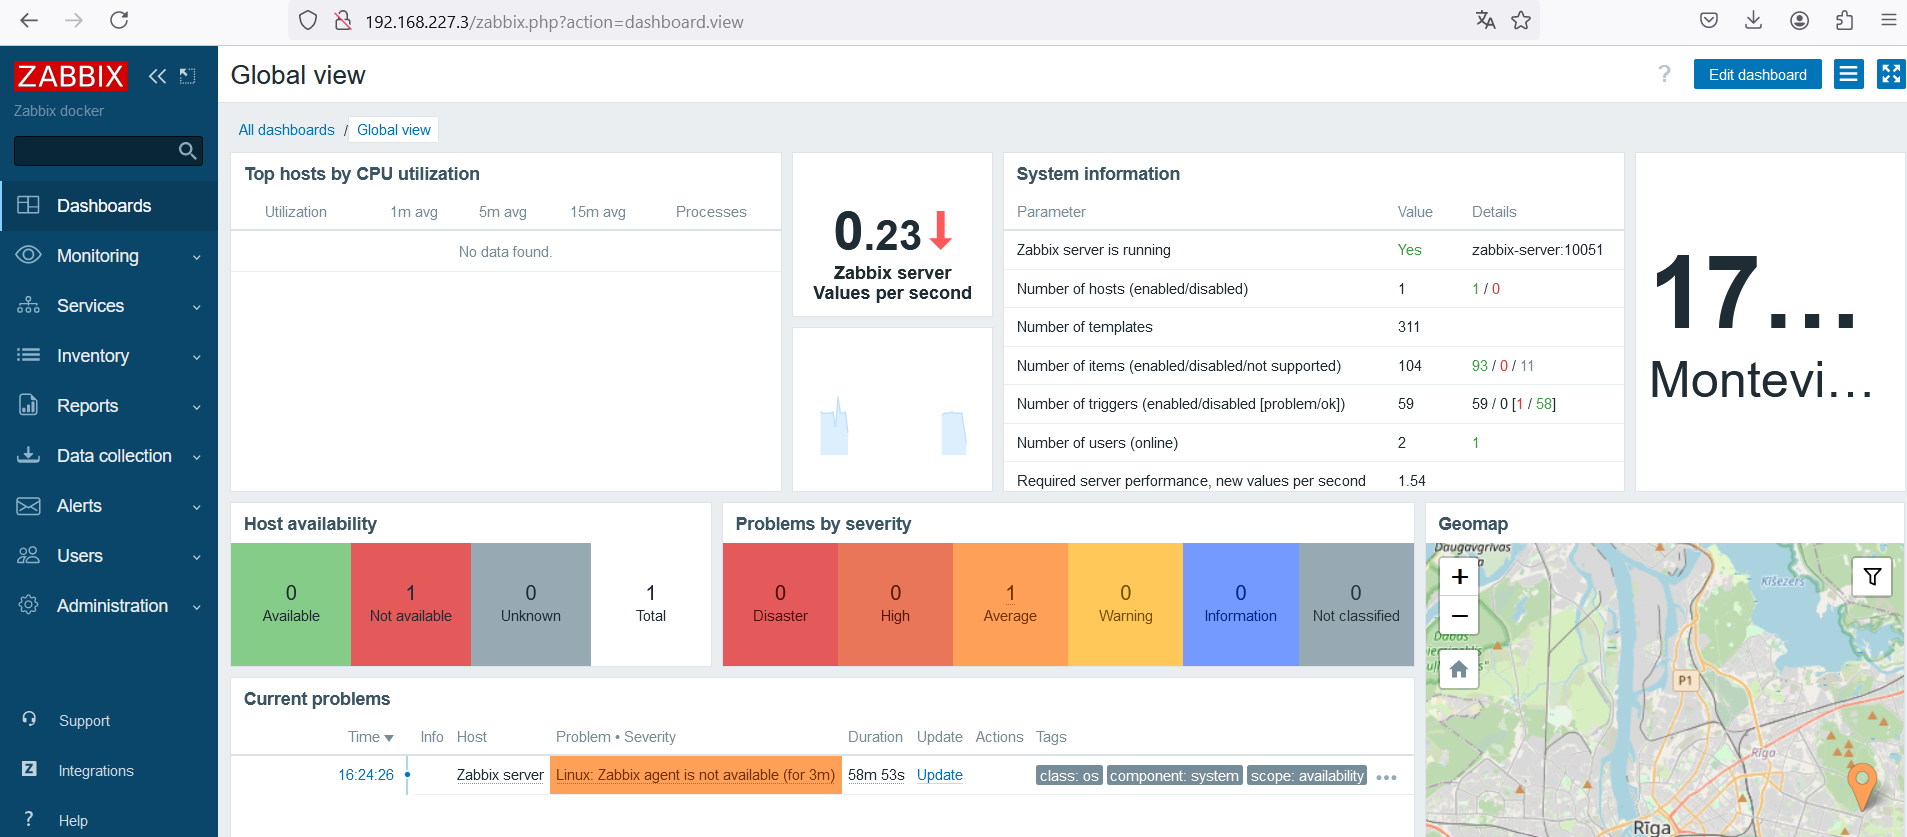 192.168.227.3/zabbix.php?action=dashboard.view
ZABBIX
Zabbix docker
Dashboards
Monitoring
Services
Inventory
Reports
Data collection
Alerts
Users
Administration
Support
Integrations
Help
Global view
? Edit dashboard
All dashboards / Global view
Top hosts by CPU utilization
Utilization 1m avg 5m avg 15m avg Processes
No data found.
0.23
Zabbix server
Values per second
System information
Parameter Value Details
Zabbix server is running Yes zabbix-server:10051
Number of hosts (enabled/disabled) 1 1 / 0
Number of templates 311
Number of items (enabled/disabled/not supported) 104 93 / 0 / 11
Number of triggers (enabled/disabled [problem/ok]) 59 59 / 0 [1 / 58]
Number of users (online) 2 1
Required server performance, new values per second 1.54
17...
Montevi...
Host availability
0 1 0 1
Available Not available Unknown Total
Problems by severity
0 0 1 0 0 0
Disaster High Average Warning Information Not classified
Geomap
Daugavgrīvas
+
−
Ķīšezers
Dabas
P1
Rīga
Rīga
Current problems
Time Info Host Problem • Severity Duration Update Actions Tags
16:24:26 Zabbix server Linux: Zabbix agent is not available (for 3m) 58m 53s Update class: os component: system scope: availability